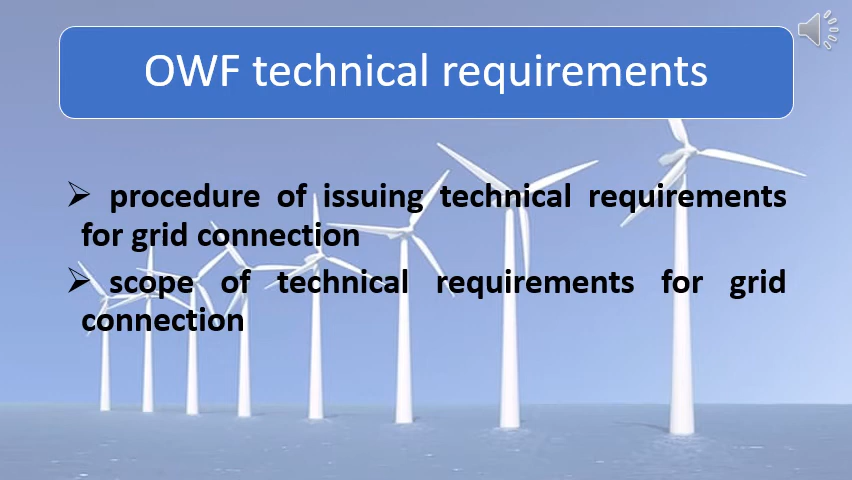 OWF technical requirements
➢ procedure of issuing technical requirements
for grid connection
➢ scope of technical requirements for grid
connection